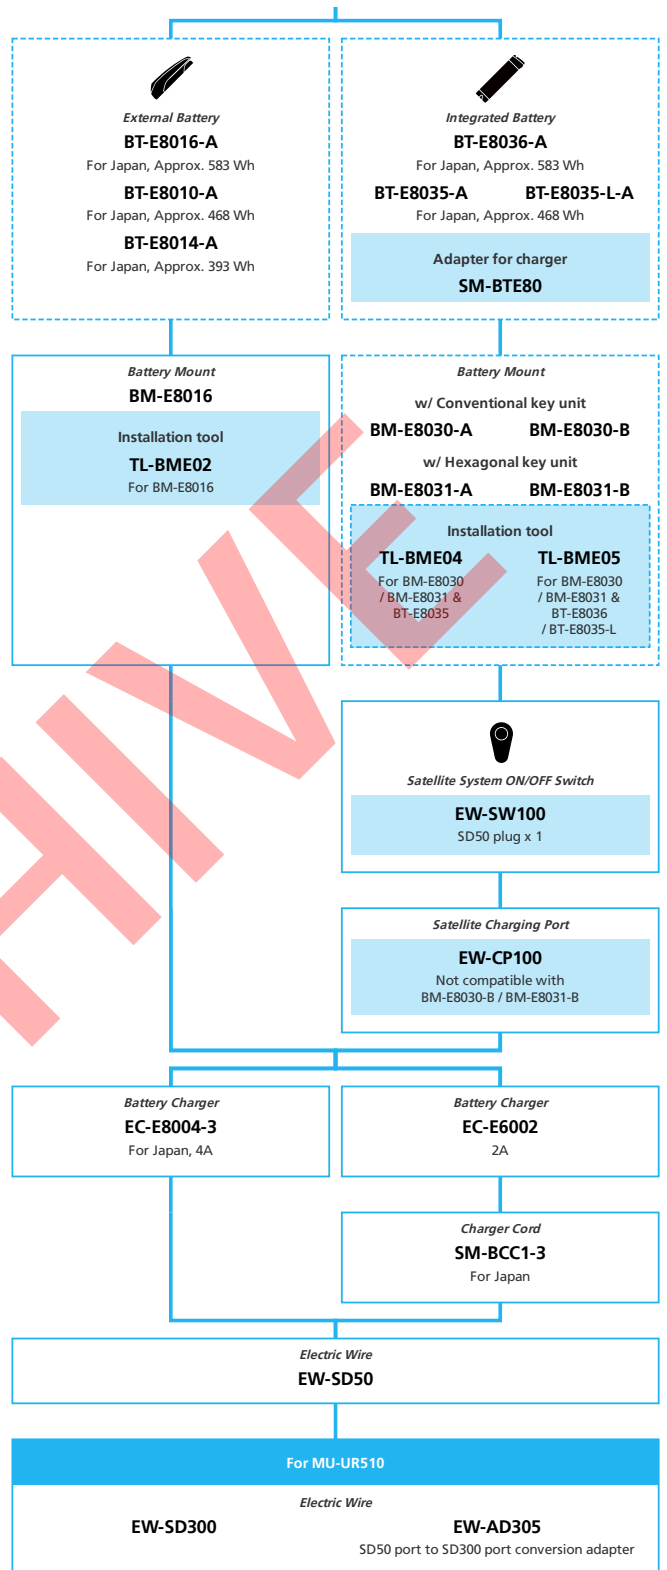 External Battery
BT-E8016-A
For Japan, Approx. 583 Wh
BT-E8010-A
For Japan, Approx. 468 Wh
BT-E8014-A
For Japan, Approx. 393 Wh
Integrated Battery
BT-E8036-A
For Japan, Approx. 583 Wh
BT-E8035-A BT-E8035-L-A
For Japan, Approx. 468 Wh
Adapter for charger
SM-BTE80
Battery Mount
BM-E8016
Installation tool
TL-BME02
For BM-E8016
Battery Mount
w/ Conventional key unit
BM-E8030-A BM-E8030-B
w/ Hexagonal key unit
BM-E8031-A BM-E8031-B
Installation tool
TL-BME04
For BM-E8030
/ BM-E8031 &
BT-E8035
TL-BME05
For BM-E8030
/ BM-E8031 &
BT-E8036
/ BT-E8035-L
Satellite System ON/OFF Switch
EW-SW100
SD50 plug x 1
Satellite Charging Port
EW-CP100
Not compatible with
BM-E8030-B / BM-E8031-B
Battery Charger
EC-E8004-3
For Japan, 4A
Battery Charger
EC-E6002
2A
Charger Cord
SM-BCC1-3
For Japan
Electric Wire
EW-SD50
For MU-UR510
Electric Wire
EW-SD300
EW-AD305
SD50 port to SD300 port conversion adapter
HIVE